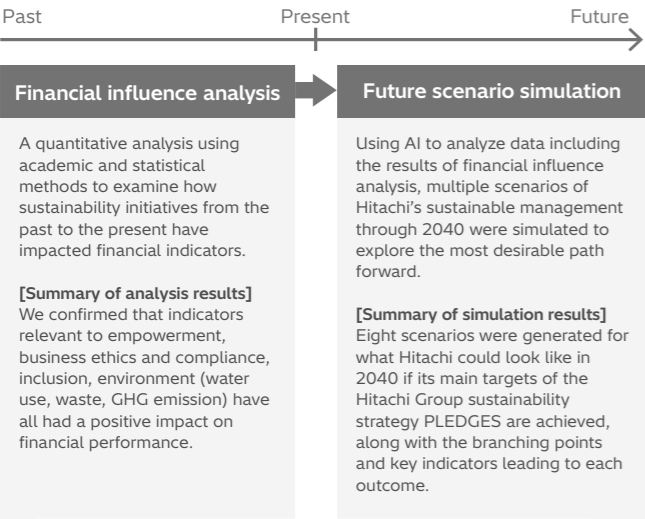 Past Present Future
Financial influence analysis
A quantitative analysis using
academic and statistical
methods to examine how
sustainability initiatives from the
past to the present have
impacted financial indicators.
[Summary of analysis results]
We confirmed that indicators
relevant to empowerment,
business ethics and compliance,
inclusion, environment (water
use, waste, GHG emission) have
all had a positive impact on
financial performance.
Future scenario simulation
Using AI to analyze data including
the results of financial influence
analysis, multiple scenarios of
Hitachi’s sustainable management
through 2040 were simulated to
explore the most desirable path
forward.
[Summary of simulation results]
Eight scenarios were generated for
what Hitachi could look like in
2040 if its main targets of the
Hitachi Group sustainability
strategy PLEDGES are achieved,
along with the branching points
and key indicators leading to each
outcome.